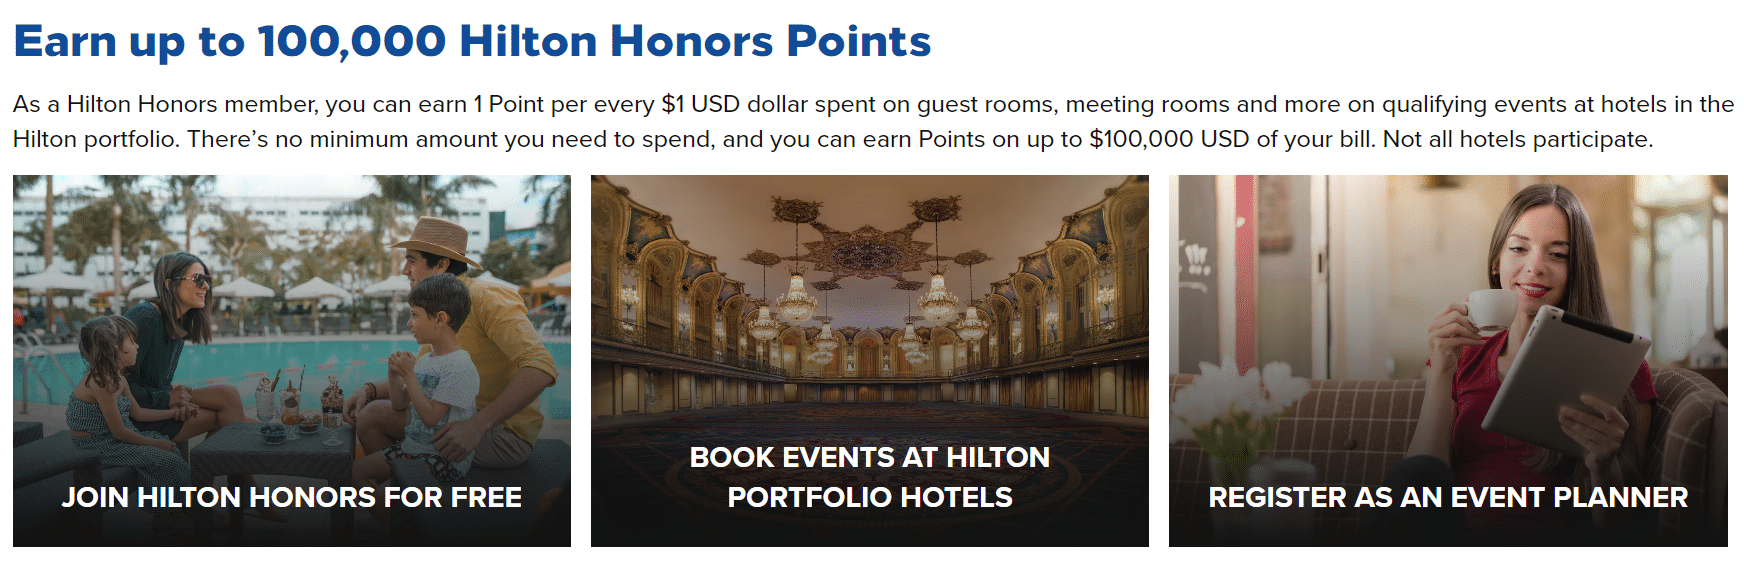 Earn up to 100,000 Hilton Honors Points
As a Hilton Honors member, you can earn 1 Point per every $1 USD dollar spent on guest rooms, meeting rooms and more on qualifying events at hotels in the
Hilton portfolio. There’s no minimum amount you need to spend, and you can earn Points on up to $100,000 USD of your bill. Not all hotels participate.
JOIN HILTON HONORS FOR FREE
BOOK EVENTS AT HILTON
PORTFOLIO HOTELS
REGISTER AS AN EVENT PLANNER